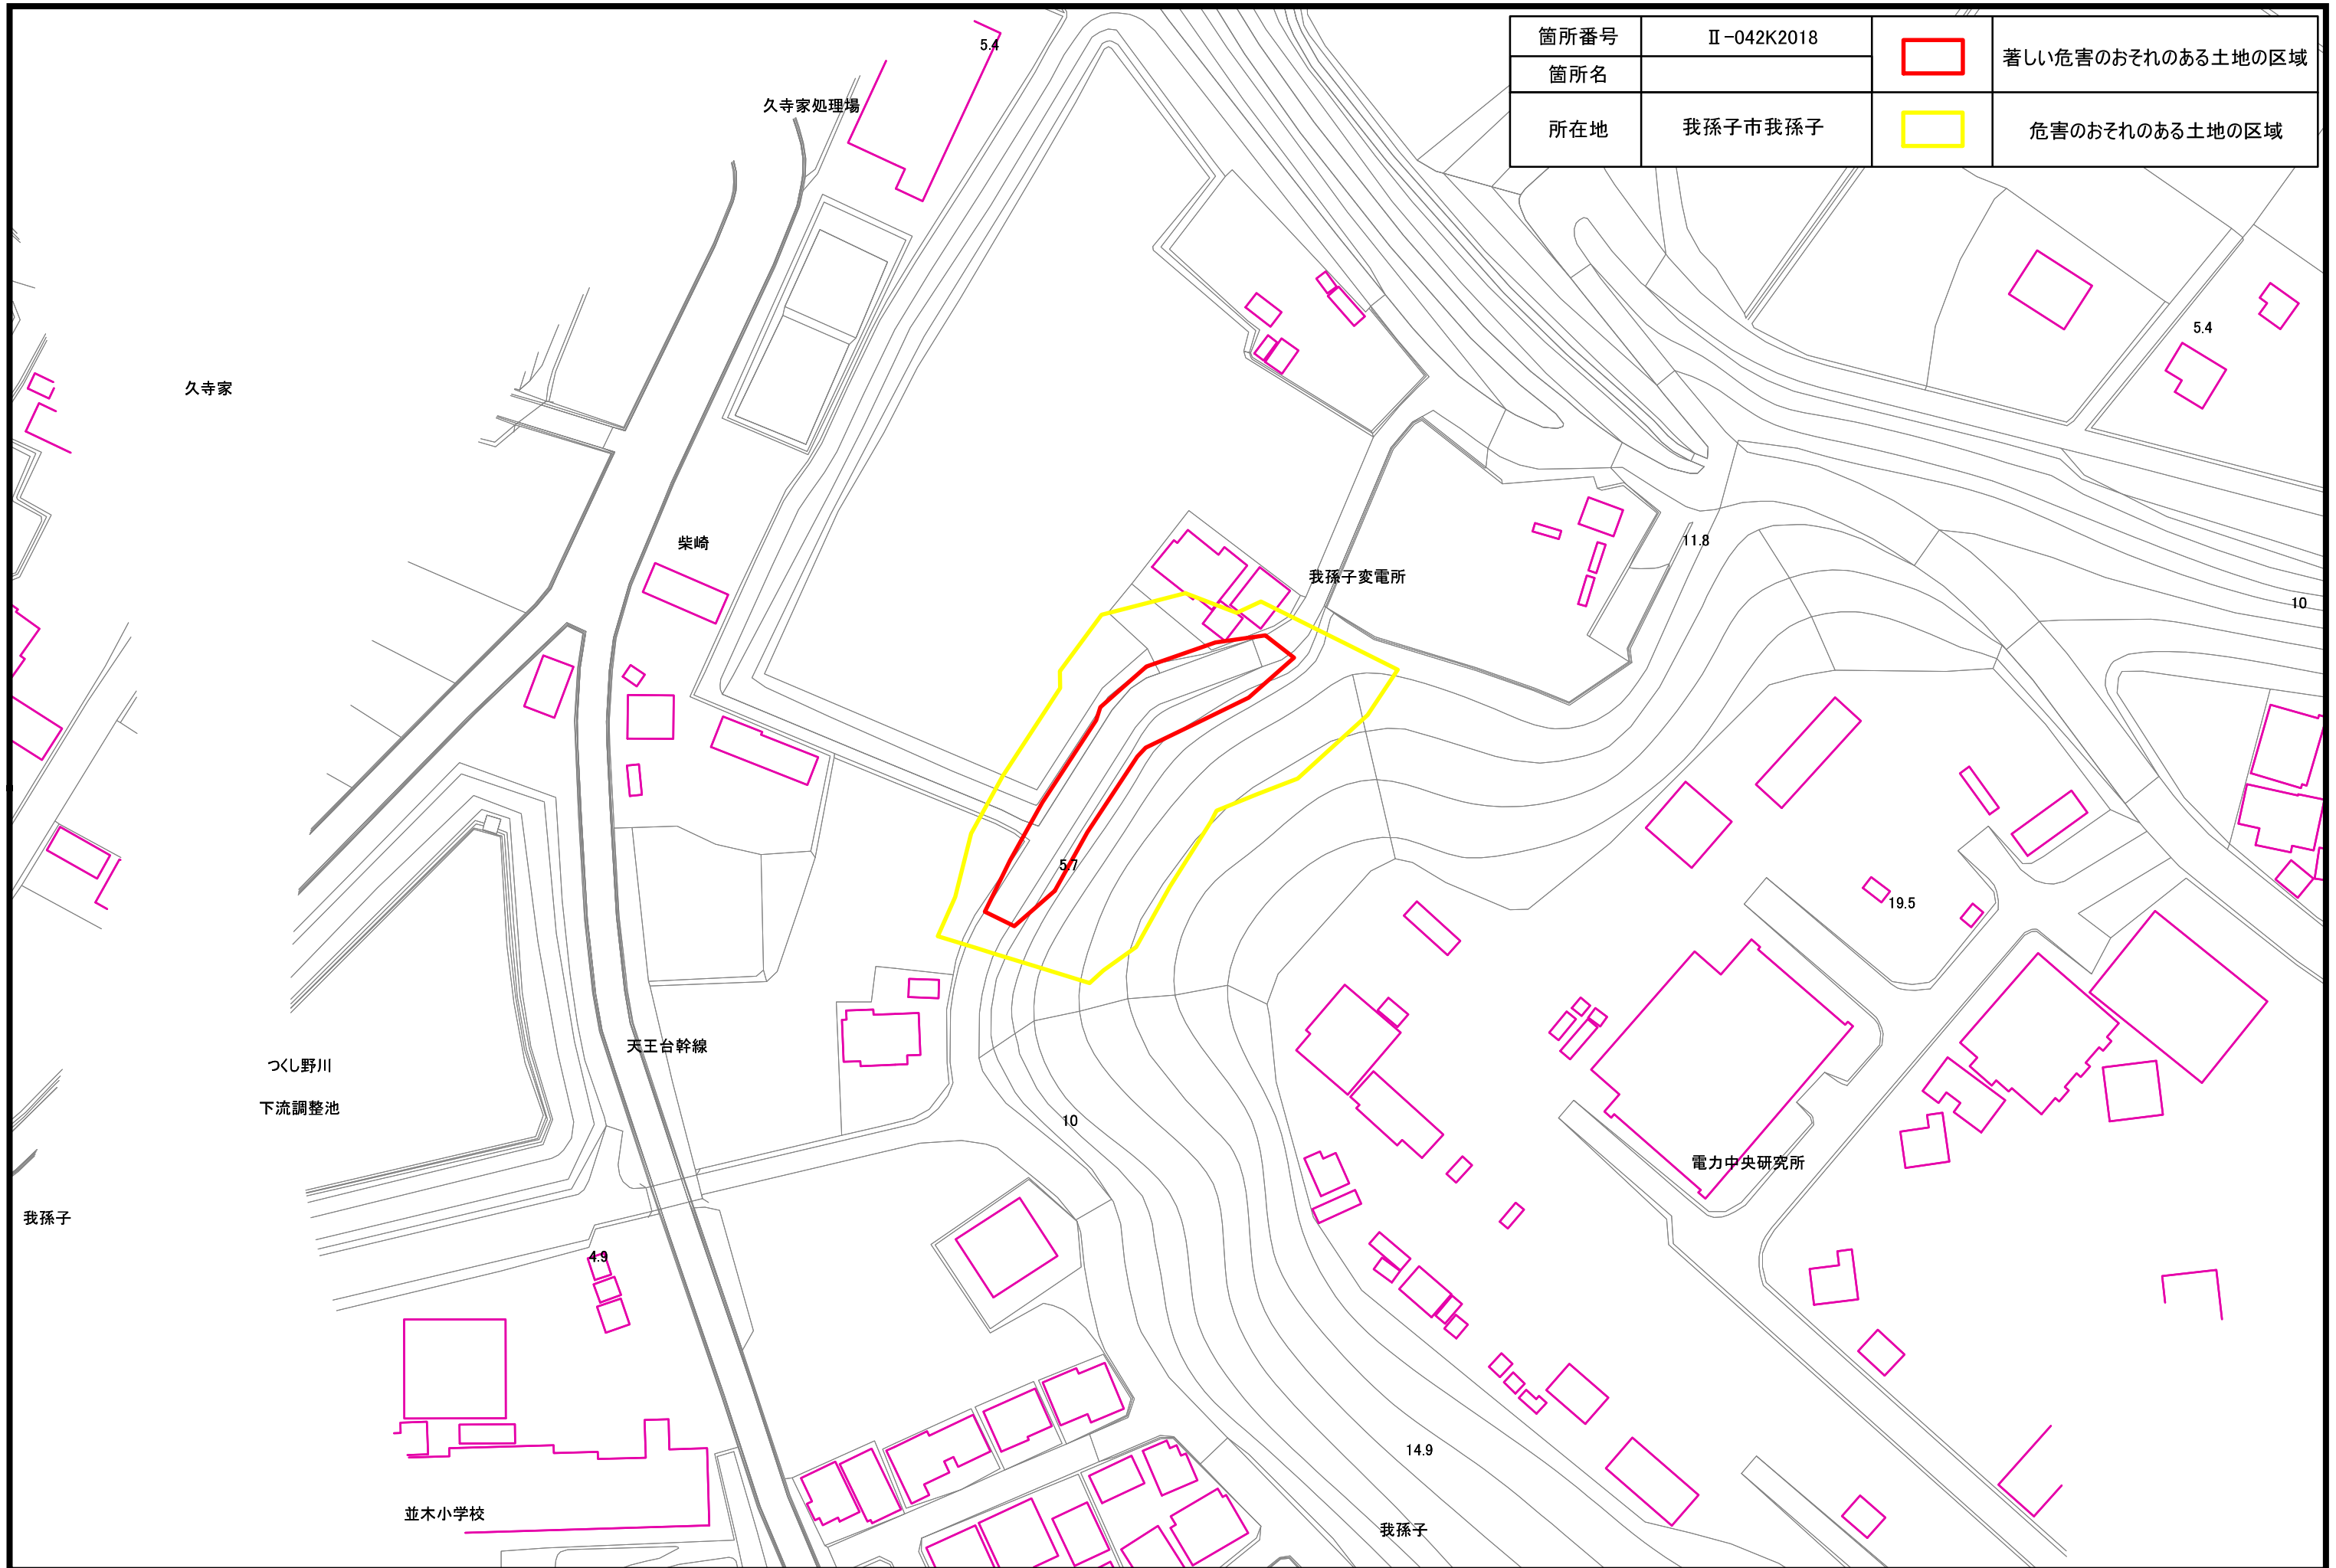 箇所番号 Ⅱ-042K2018 著しい危害のおそれのある土地の区域
箇所名
所在地 我孫子市我孫子 危害のおそれのある土地の区域
5.4
久寺家処理場
5.4
久寺家
柴崎
11.8
我孫子変電所
10
5.7
19.5
天王台幹線
つくし野川
下流調整池
10
電力中央研究所
我孫子
4.9
14.9
並木小学校
我孫子